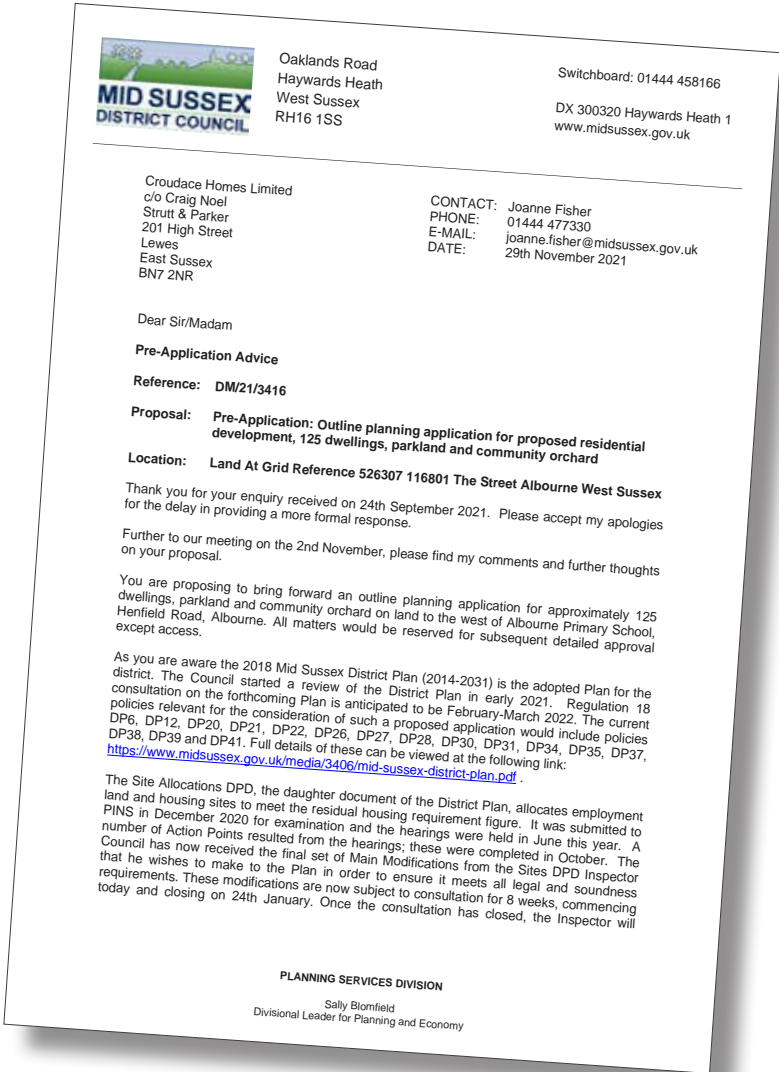 MID SUSSEX
DISTRICT COUNCIL
Oaklands Road
Haywards Heath
West Sussex
RH16 1SS
Switchboard: 01444 458166
DX 300320 Haywards Heath 1
www.midsussex.gov.uk
Croudace Homes Limited
c/o Craig Noel
Strutt & Parker
201 High Street
Lewes
East Sussex
BN7 2NR
CONTACT: Joanne Fisher
PHONE: 01444 477330
E-MAIL: joanne.fisher@midsussex.gov.uk
DATE: 29th November 2021
Dear Sir/Madam
Pre-Application Advice
Reference: DM/21/3416
Proposal: Pre-Application: Outline planning application for proposed residential
development, 125 dwellings, parkland and community orchard
Location: Land At Grid Reference 526307 116801 The Street Albourne West Sussex
Thank you for your enquiry received on 24th September 2021. Please accept my apologies
for the delay in providing a more formal response.
Further to our meeting on the 2nd November, please find my comments and further thoughts
on your proposal.
You are proposing to bring forward an outline planning application for approximately 125
dwellings, parkland and community orchard on land to the west of Albourne Primary School,
Henfield Road, Albourne. All matters would be reserved for subsequent detailed approval
except access.
As you are aware the 2018 Mid Sussex District Plan (2014-2031) is the adopted Plan for the
district. The Council started a review of the District Plan in early 2021. Regulation 18
consultation on the forthcoming Plan is anticipated to be February-March 2022. The current
policies relevant for the consideration of such a proposed application would include policies
DP6, DP12, DP20, DP21, DP22, DP26, DP27, DP28, DP30, DP31, DP34, DP35, DP37,
DP38, DP39 and DP41. Full details of these can be viewed at the following link:
https://www.midsussex.gov.uk/media/3406/mid-sussex-district-plan.pdf .
The Site Allocations DPD, the daughter document of the District Plan, allocates employment
land and housing sites to meet the residual housing requirement figure. It was submitted to
PINS in December 2020 for examination and the hearings were held in June this year. A
number of Action Points resulted from the hearings; these were completed in October. The
Council has now received the final set of Main Modifications from the Sites DPD Inspector
that he wishes to make to the Plan in order to ensure it meets all legal and soundness
requirements. These modifications are now subject to consultation for 8 weeks, commencing
today and closing on 24th January. Once the consultation has closed, the Inspector will
PLANNING SERVICES DIVISION
Sally Blomfield
Divisional Leader for Planning and Economy